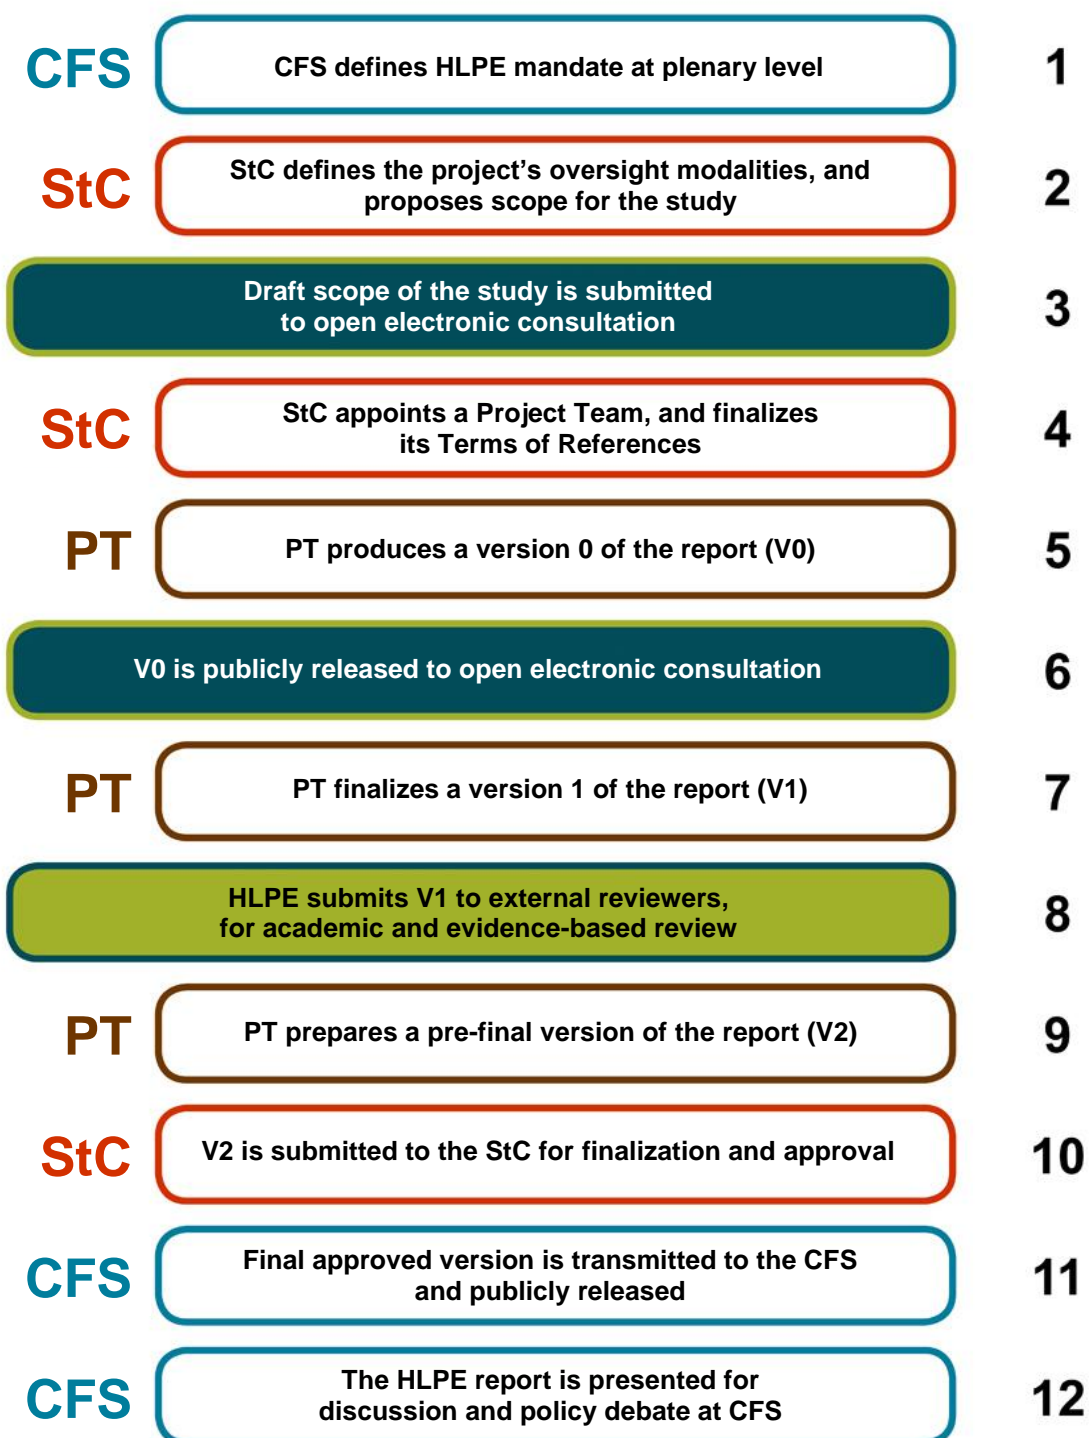 CFS
CFS defines HLPE mandate at plenary level
1
StC
StC defines the project's oversight modalities, and
proposes scope for the study
2
Draft scope of the study is submitted
to open electronic consultation
3
StC
StC appoints a Project Team, and finalizes
its Terms of References
4
PT
PT produces a version 0 of the report (V0)
5
V0 is publicly released to open electronic consultation
6
PT
PT finalizes a version 1 of the report (V1)
7
HLPE submits V1 to external reviewers,
for academic and evidence-based review
8
PT
PT prepares a pre-final version of the report (V2)
9
StC
V2 is submitted to the StC for finalization and approval
10
CFS
Final approved version is transmitted to the CFS
and publicly released
11
CFS
The HLPE report is presented for
discussion and policy debate at CFS
12